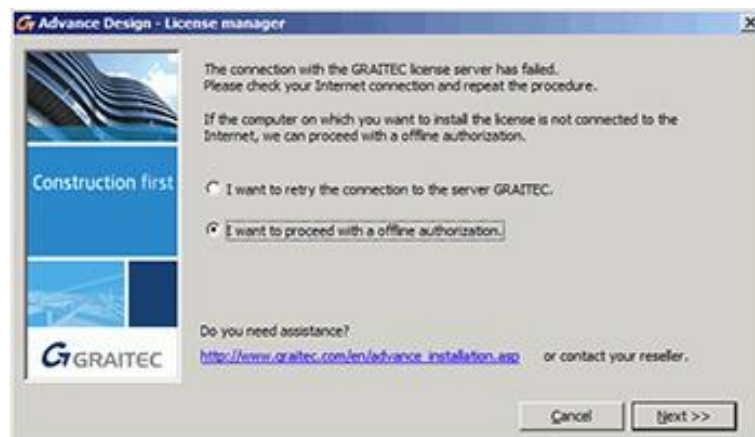 Advance Design - License manager
The connection with the GRAITEC license server has failed.
Please check your Internet connection and repeat the procedure.
If the computer on which you want to install the license is not connected to the
Internet, we can proceed with a offline authorization.
Construction first
I want to retry the connection to the server GRAITEC.
I want to proceed with a offline authorization.
Do you need assistance?
http://www.graitec.com/en/advance_installation.asp or contact your reseller.
GRAITEC
Cancel Next >>